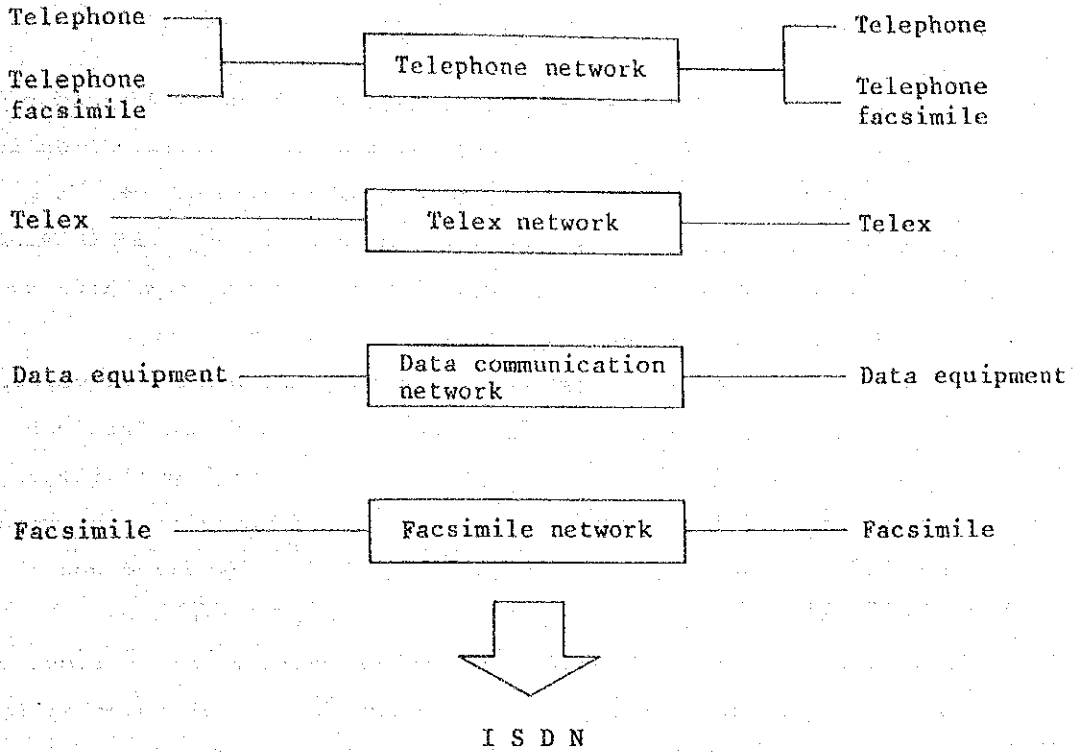 Telephone
Telephone
facsimile
Telephone network
Telephone
Telephone
facsimile
Telex
Telex network
Telex
Data equipment
Data communication
network
Data equipment
Facsimile
Facsimile network
Facsimile
I S D N